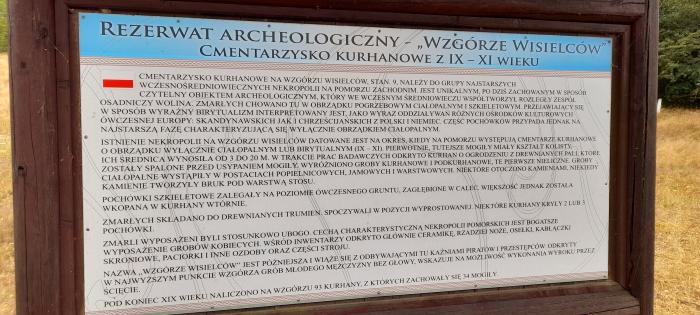 REZERWAT ARCHEOLOGICZNY - „WZGÓRZE WISIELCÓW"
CMENTARZYSKO KURHANOWE Z IX – XI WIEKU
CMENTARZYSKO KURHANOWE NA WZGÓRZU WISIELCÓW, STAN. 9, NALEŻY DO GRUPY NAJSTARSZYCH
WCZESNOŚREDNIOWIECZNYCH NEKROPOLII NA POMORZU ZACHODNIM. JEST UNIKALNYM, PO DZIŚ ZACHOWANYM W SPOSÓB
CZYTELNY OBIEKTEM ARCHEOLOGICZNYM, KTÓRY WE WCZESNYM ŚREDNIOWIECZU WSPÓŁTWORZYŁ ROZLEGŁY ZESPÓŁ
OSADNICZY WOLINA. ZMARŁYCH CHOWANO TU W OBRZĄDKU POGRZEBOWYM CIAŁOPALNYM I SZKIELETOWYM. PRZEJAWIAJĄCY SIĘ
W SPOSÓB WYRAŹNY BIRYTUALIZM INTERPRETOWANY JEST, JAKO WYRAZ ODDZIAŁYWAŃ RÓŻNYCH OŚRODKÓW KULTUROWYCH
ÓWCZESNEJ EUROPY: SKANDYNAWSKICH JAK I CHRZEŚCIJAŃSKICH Z POLSKI I NIEMIEC. CZĘŚĆ POCHÓWKÓW PRZYPADA JEDNAK NA
NAJSTARSZĄ FAZĘ CHARAKTERYZUJĄCĄ SIĘ WYŁĄCZNIE OBRZĄDKIEM CIAŁOPALNYM.
ISTNIENIE NEKROPOLII NA WZGÓRZU WISIELCÓW DATOWANE JEST NA OKRES, KIEDY NA POMORZU WYSTĘPUJĄ CMENTARZE KURHANOWE
O OBRZĄDKU WYŁĄCZNIE CIAŁOPALNYM LUB BIRYTUALNYM (IX – XI). PIERWOTNIE, TUTEJSZE MOGIŁY MIAŁY KSZTAŁT KOLISTY,
ICH ŚREDNICA WYNOSIŁA OD 3 DO 20 M. W TRAKCIE PRAC BADAWCZYCH ODKRYTO KURHAN O OGRODZENIU Z DREWNIANYCH PALI, KTÓRE
ZOSTAŁY SPALONE PRZED USYPANIEM MOGIŁY. WYRÓŻNIONO GROBY KURHANOWE I PODKURHANOWE, TE PIERWSZE NIELICZNE. GROBY
CIAŁOPALNE WYSTĄPIŁY W POSTACIACH POPIELNICOWYCH, JAMOWYCH I WARSTWOWYCH. NIEKTÓRE OTOCZONO KAMIENIAMI, NIEKIEDY
KAMIENIE TWORZYŁY BRUK POD WARSTWĄ STOSU.
POCHÓWKI SZKIELETOWE ZALEGAŁY NA POZIOMIE ÓWCZESNEGO GRUNTU, ZAGŁĘBIONE W CALEC, WIĘKSZOŚĆ JEDNAK ZOSTAŁA
WKOPANA W KURHANY WTÓRNIE.
ZMARŁYCH SKŁADANO DO DREWNIANYCH TRUMIEN. SPOCZYWALI W POZYCJI WYPROSTOWANEJ. NIEKTÓRE KURHANY KRYŁY 2 LUB 3
POCHÓWKI.
ZMARLI WYPOSAŻENI BYLI STOSUNKOWO UBOGO. CECHĄ CHARAKTERYSTYCZNĄ NEKROPOLII POMORSKICH JEST BOGATSZE
WYPOSAŻENIE GROBÓW KOBIECYCH. WŚRÓD INWENTARZY ODKRYTO GŁÓWNIE CERAMIKĘ, RZADZIEJ NOŻE, OSEŁKI, KABŁĄCZKI
SKRONIOWE, PACIORKI I INNE OZDOBY ORAZ CZĘŚCI STROJU.
NAZWA „WZGÓRZE WISIELCÓW" JEST PÓŹNIEJSZA I WIĄŻE SIĘ Z ODBYWAJĄCYMI TU KAŹNIAMI PIRATÓW I PRZESTĘPCÓW. ODKRYTY
W NAJWYŻSZYM PUNKCIE WZGÓRZA GRÓB MŁODEGO MĘŻCZYZNY BEZ GŁOWY, WSKAZUJE NA MOŻLIWOŚĆ WYKONANIA WYROKU PRZEZ
ŚCIĘCIE.
POD KONIEC XIX WIEKU NALICZONO NA WZGÓRZU 93 KURHANY, Z KTÓRYCH ZACHOWAŁY SIĘ 34 MOGIŁY.